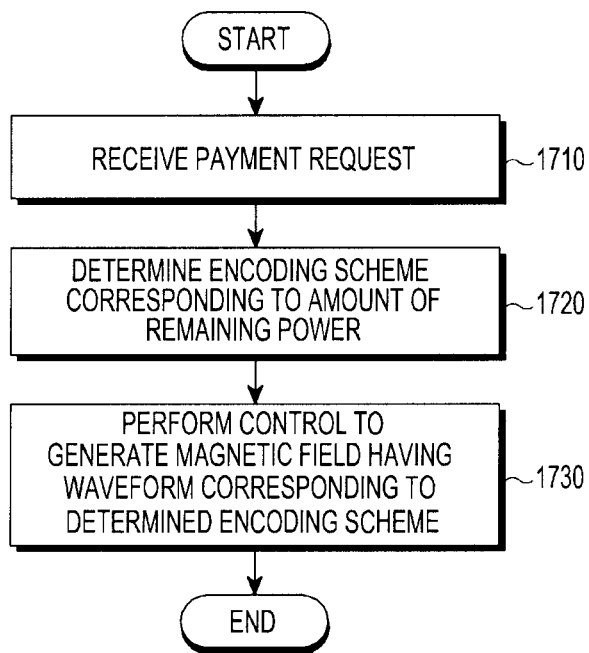 START
RECEIVE PAYMENT REQUEST
1710
DETERMINE ENCODING SCHEME
CORRESPONDING TO AMOUNT OF
REMAINING POWER
1720
PERFORM CONTROL TO
GENERATE MAGNETIC FIELD HAVING
WAVEFORM CORRESPONDING TO
DETERMINED ENCODING SCHEME
1730
END